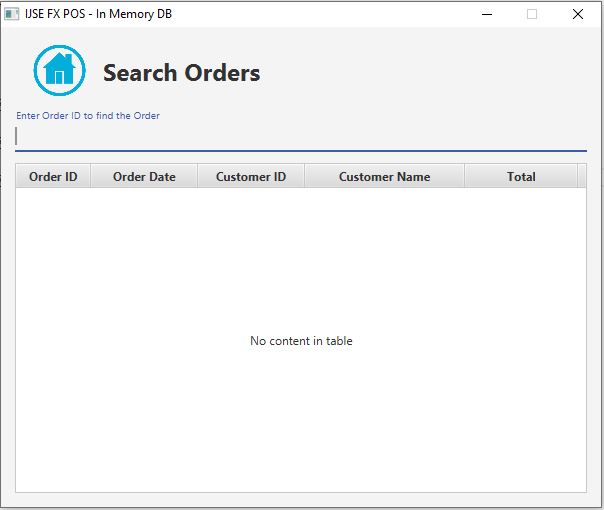 IJSE FX POS - In Memory DB
Search Orders
Enter Order ID to find the Order
Order ID Order Date Customer ID Customer Name Total
No content in table